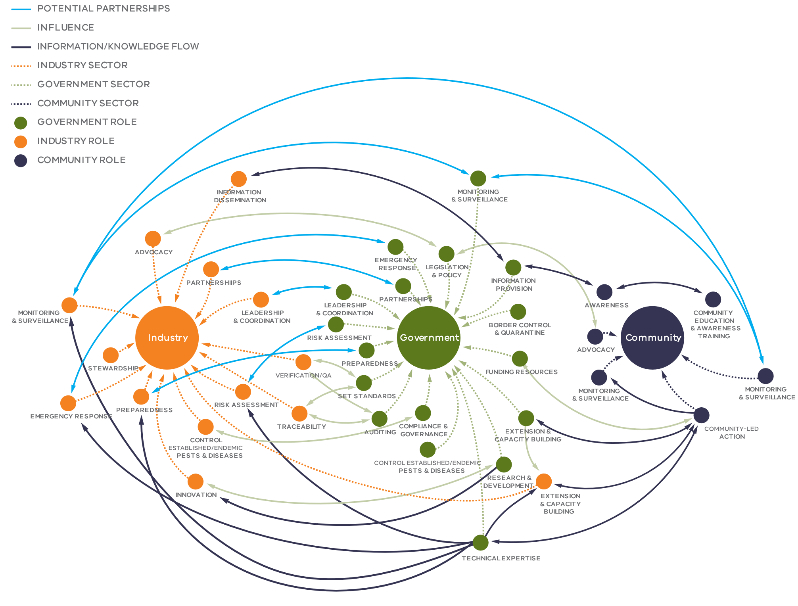 POTENTIAL PARTNERSHIPS
INFLUENCE
INFORMATION/KNOWLEDGE FLOW
INDUSTRY SECTOR
GOVERNMENT SECTOR
COMMUNITY SECTOR
GOVERNMENT ROLE
INDUSTRY ROLE
COMMUNITY ROLE
INFORMATION
DISSEMINATION
MONITORING
& SURVEILLANCE
ADVOCACY
EMERGENCY
RESPONSE
LEGISLATION
& POLICY
INFORMATION
PROVISION
PARTNERSHIPS
PARTNERSHIPS
MONITORING
& SURVEILLANCE
LEADERSHIP
& COORDINATION
LEADERSHIP
& COORDINATION
AWARENESS
COMMUNITY
EDUCATION
& AWARENESS
TRAINING
BORDER CONTROL
& QUARANTINE
RISK ASSESSMENT
Industry
Government
Community
ADVOCACY
STEWARDSHIP
PREPAREDNESS
VERIFICATION/QA
FUNDING RESOURCES
MONITORING
& SURVEILLANCE
MONITORING
& SURVEILLANCE
SET STANDARDS
EMERGENCY RESPONSE
PREPAREDNESS
RISK ASSESSMENT
TRACEABILITY
AUDITING
COMPLIANCE &
GOVERNANCE
EXTENSION &
CAPACITY BUILDING
COMMUNITY-LED
ACTION
CONTROL
ESTABLISHED/ENDEMIC
PESTS & DISEASES
CONTROL ESTABLISHED/ENDEMIC
PESTS & DISEASES
RESEARCH &
DEVELOPMENT
INNOVATION
EXTENSION
& CAPACITY
BUILDING
TECHNICAL EXPERTISE